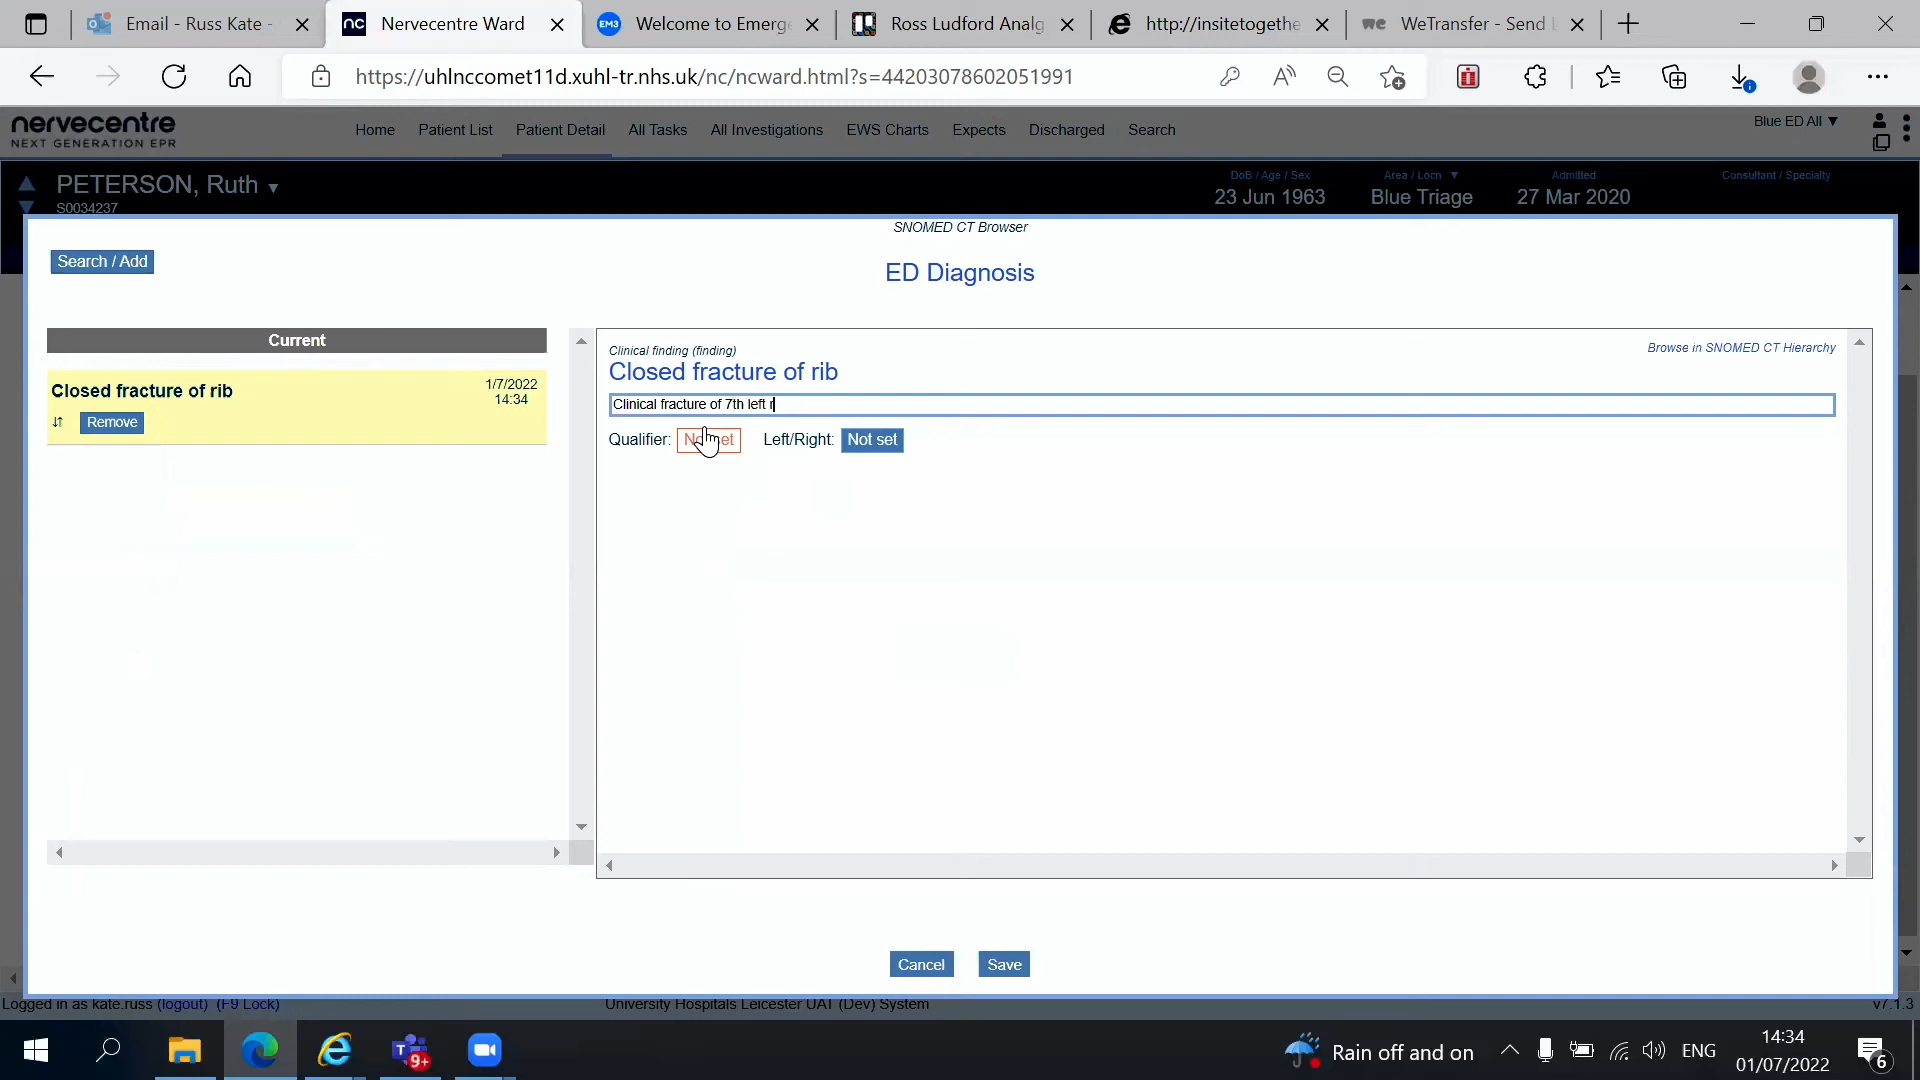 Email - Russ Kate -
nc Nervecentre Ward
EM3 Welcome to Emerge
Ross Ludford Analg
http://insitetogethe
we WeTransfer - Send L
https://uhlnccomet11d.xuhl-tr.nhs.uk/nc/ncward.html?s=44203078602051991
nervecentre
NEXT GENERATION EPR
Home Patient List Patient Detail All Tasks All Investigations EWS Charts Expects Discharged Search
Blue ED All ▼
PETERSON, Ruth ▼
S0034237
DoB / Age / Sex
23 Jun 1963
Area / Locn ▼
Blue Triage
Admitted
27 Mar 2020
Consultant / Specialty
SNOMED CT Browser
Search / Add
ED Diagnosis
Current
Closed fracture of rib
1/7/2022
14:34
Remove
Clinical finding (finding)
Browse in SNOMED CT Hierarchy
Closed fracture of rib
Clinical fracture of 7th left r
Qualifier: Left/Right: Not set
Cancel Save
Logged in as kate.russ (logout) (F9 Lock)
University Hospitals Leicester UAT (Dev) System
v7.1.3
9+
Rain off and on
ENG
14:34
01/07/2022
6